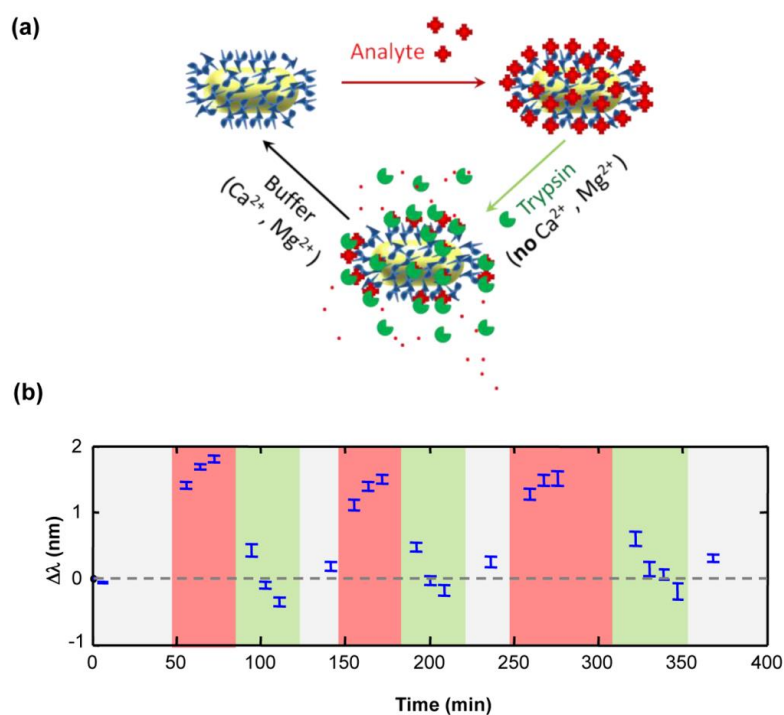 (a)
Analyte
Buffer
(Ca²⁺, Mg²⁺)
Trypsin
(no Ca²⁺, Mg²⁺)
(b)
2
1
0
-1
Δλ (nm)
0 50 100 150 200 250 300 350 400
Time (min)